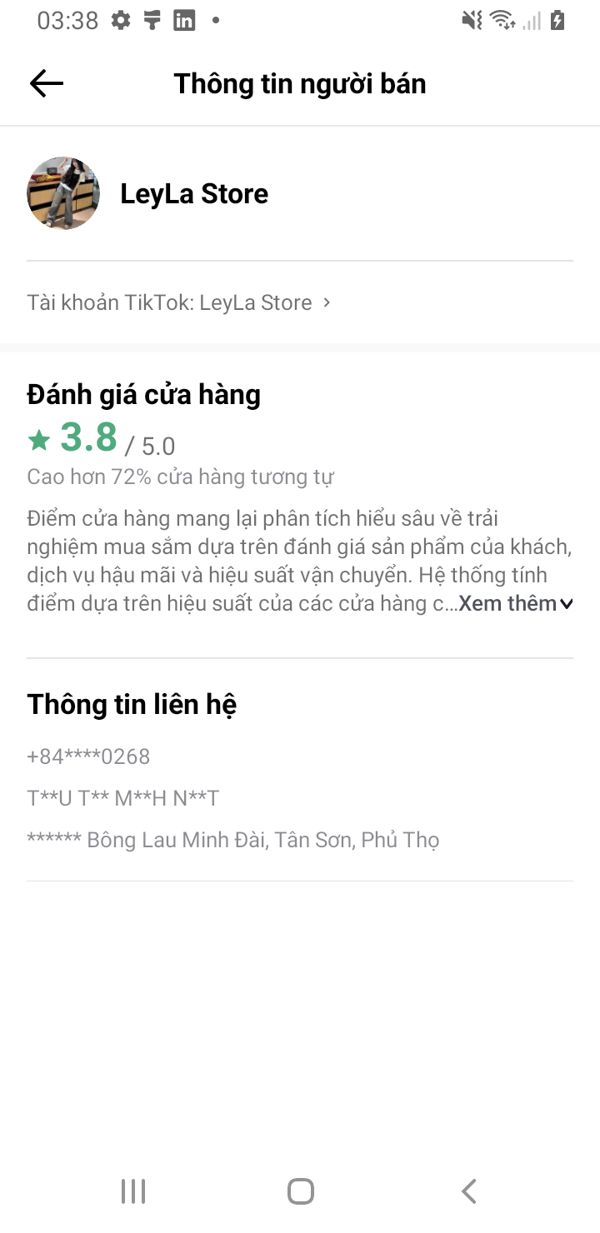 03:38
Thông tin người bán
LeyLa Store
Tài khoản TikTok: LeyLa Store
Đánh giá cửa hàng
3.8 / 5.0
Cao hơn 72% cửa hàng tương tự
Điểm cửa hàng mang lại phân tích hiểu sâu về trải
nghiệm mua sắm dựa trên đánh giá sản phẩm của khách,
dịch vụ hậu mãi và hiệu suất vận chuyển. Hệ thống tính
điểm dựa trên hiệu suất của các cửa hàng c...Xem thêm
Thông tin liên hệ
+84****0268
T**U T** M**H N**T
****** Bông Lau Minh Đài, Tân Sơn, Phủ Thọ